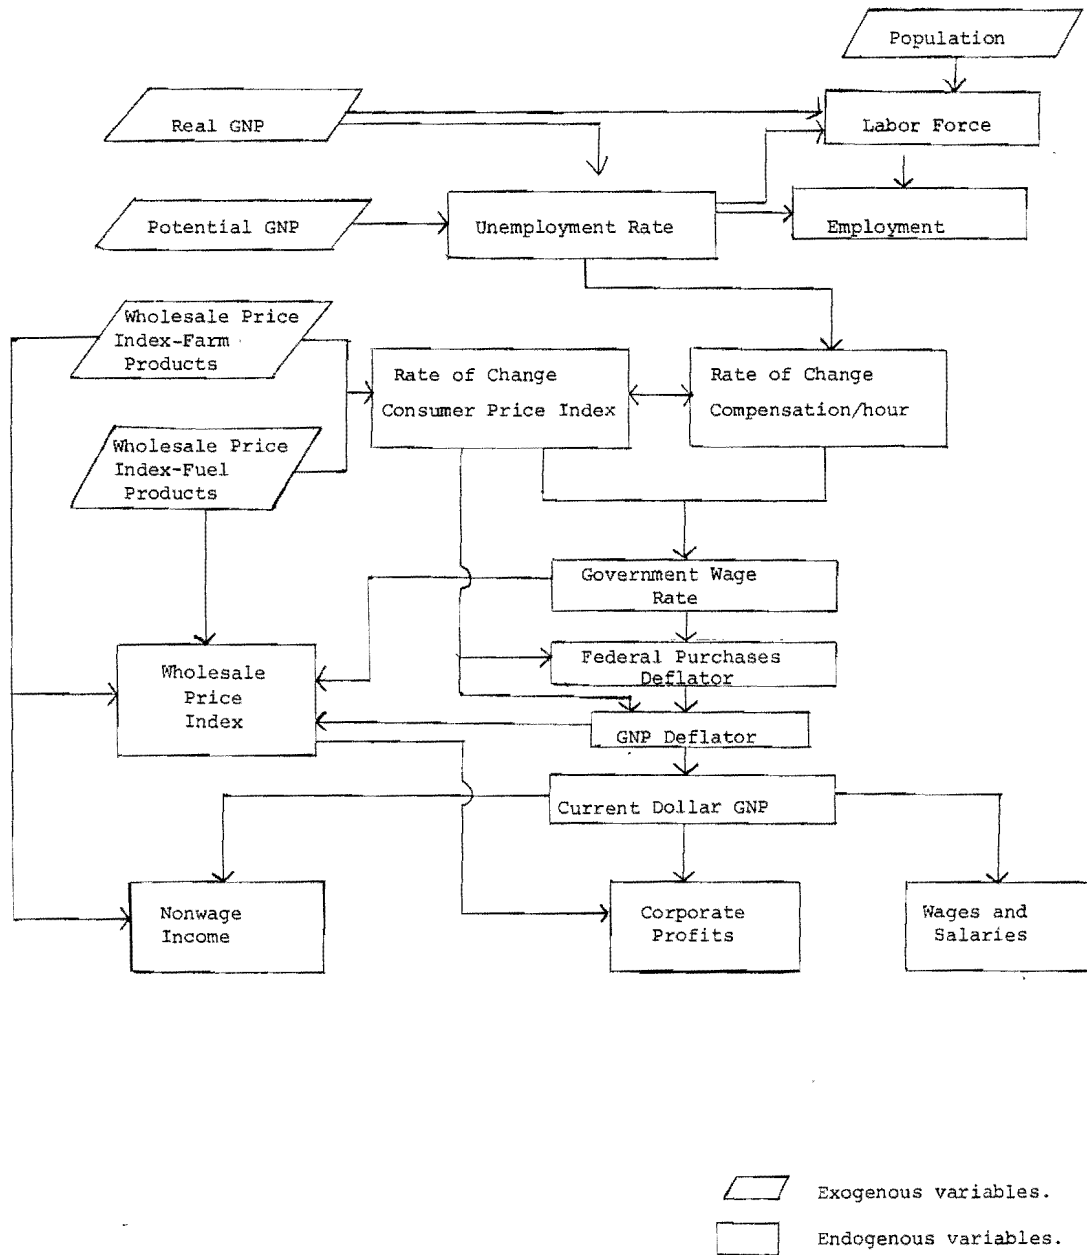 Population
Real GNP
Labor Force
Potential GNP
Unemployment Rate
Employment
Wholesale Price
Index-Farm
Products
Rate of Change
Consumer Price Index
Rate of Change
Compensation/hour
Wholesale Price
Index-Fuel
Products
Government Wage
Rate
Federal Purchases
Deflator
Wholesale
Price
Index
GNP Deflator
Current Dollar GNP
Nonwage
Income
Corporate
Profits
Wages and
Salaries
Exogenous variables.
Endogenous variables.